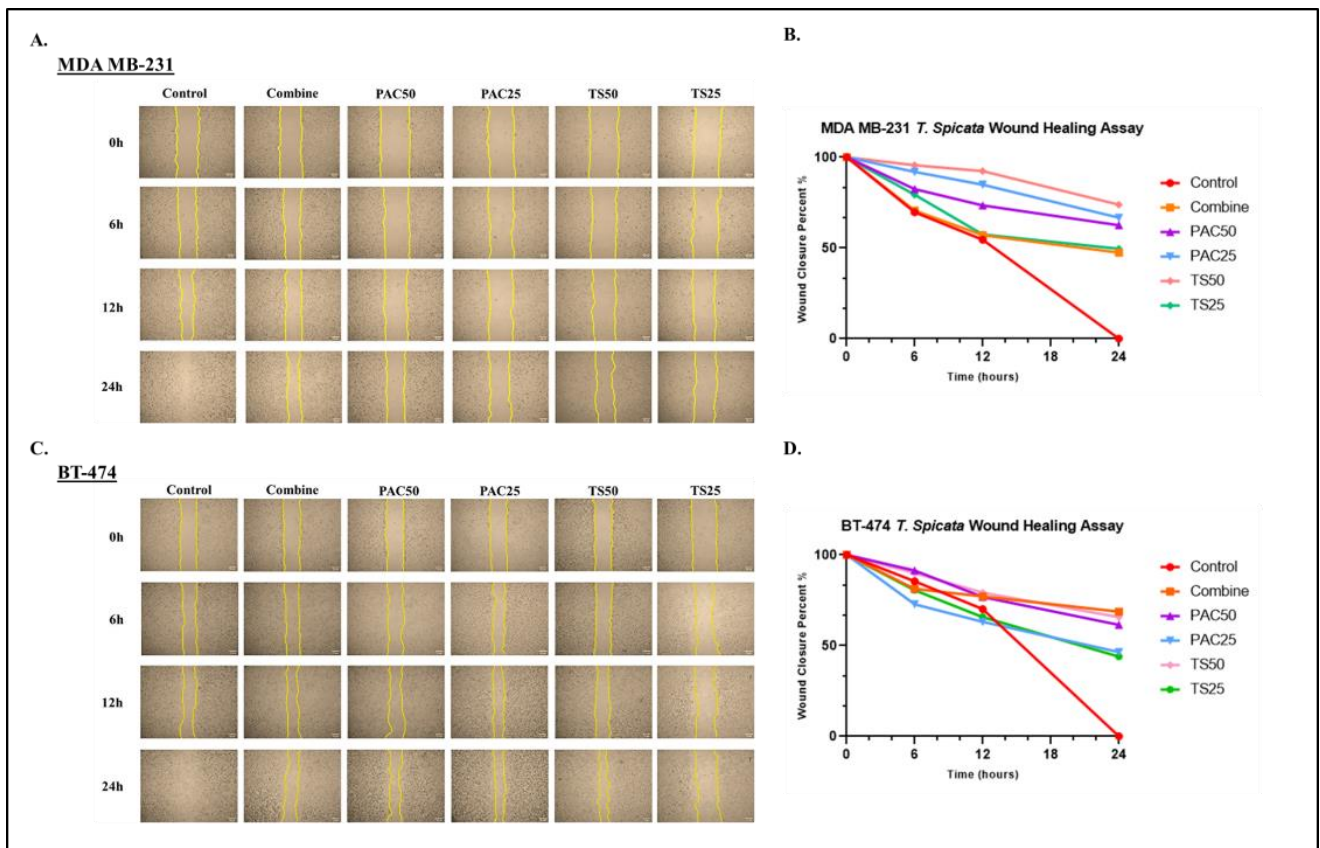 A.
MDA MB-231
Control Combine PAC50 PAC25 TS50 TS25
0h
6h
12h
24h
B.
MDA MB-231 T. Spicata Wound Healing Assay
Wound Closure Percent %
100
50
0
0 6 12 18 24
Time (hours)
Control
Combine
PAC50
PAC25
TS50
TS25
C.
BT-474
Control Combine PAC50 PAC25 TS50 TS25
0h
6h
12h
24h
D.
BT-474 T. Spicata Wound Healing Assay
Wound Closure Percent %
100
50
0
0 6 12 18 24
Time (hours)
Control
Combine
PAC50
PAC25
TS50
TS25